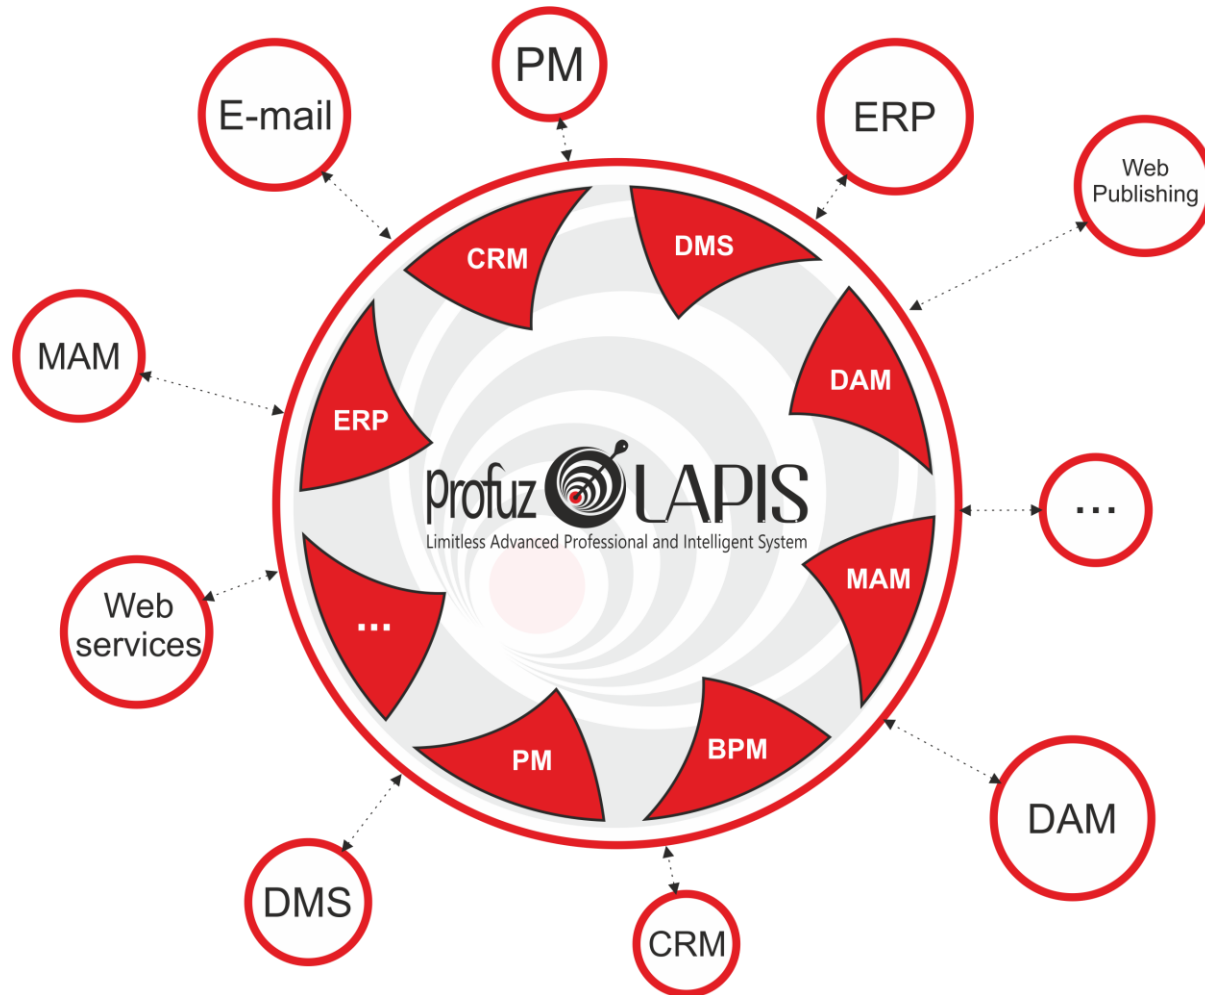 PM
E-mail
ERP
Web
Publishing
CRM
DMS
MAM
DAM
ERP
profuz LAPIS
Limitless Advanced Professional and Intelligent System
...
MAM
Web
services
...
PM
BPM
DAM
DMS
CRM